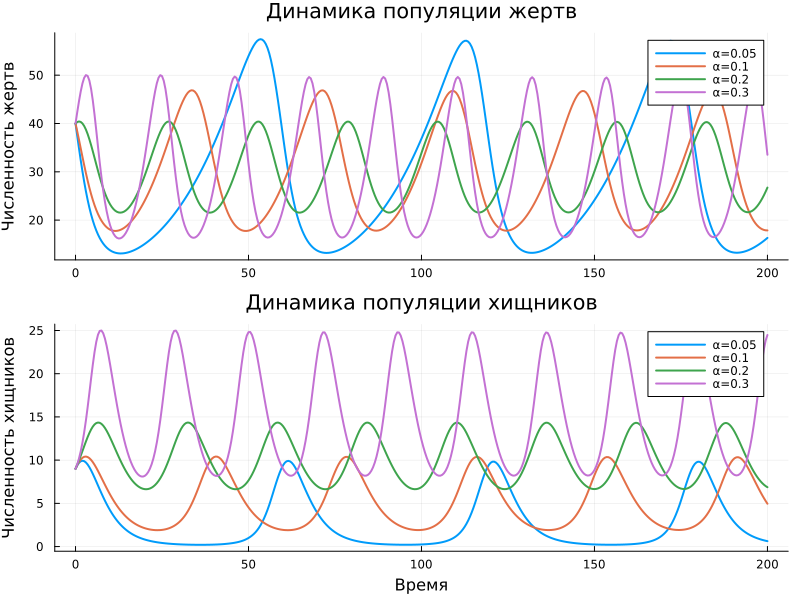 Динамика популяции жертв
Численность жертв
50
40
30
20
0
50
100
150
200
α=0.05
α=0.1
α=0.2
α=0.3
Динамика популяции хищников
Численность хищников
25
20
15
10
5
0
0
50
100
150
200
α=0.05
α=0.1
α=0.2
α=0.3
Время